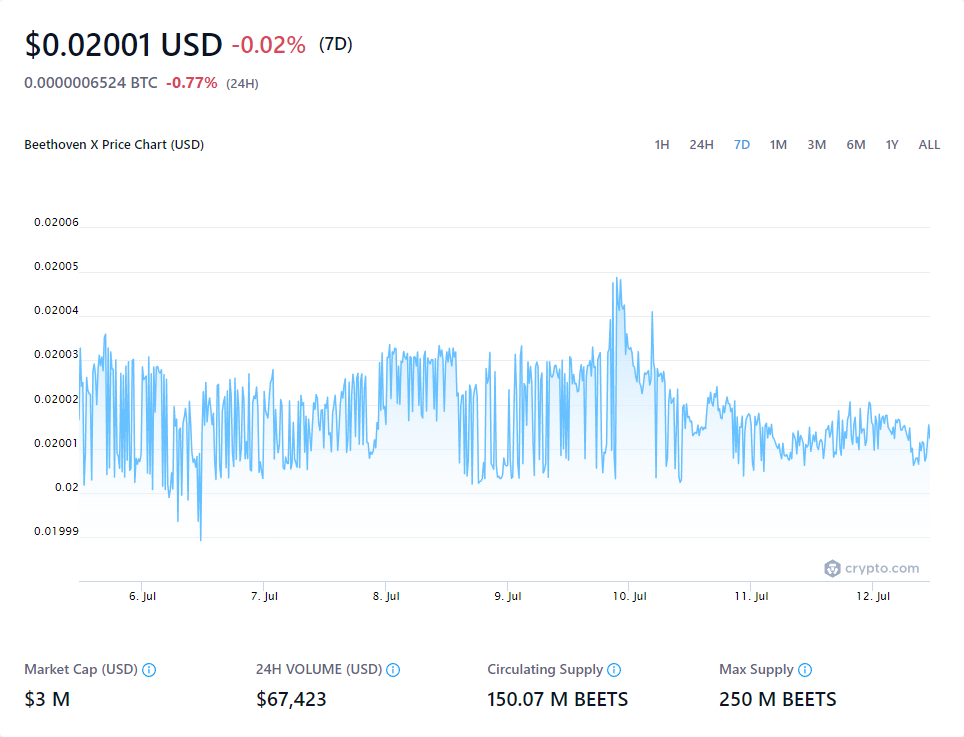 $0.02001 USD -0.02% (7D)
0.0000006524 BTC -0.77% (24H)
Beethoven X Price Chart (USD) 1H 24H 7D 1M 3M 6M 1Y ALL
0.02006
0.02005
0.02004
0.02003
0.02002
0.02001
0.02
0.01999
crypto.com
6. Jul 7. Jul 8. Jul 9. Jul 10. Jul 11. Jul 12. Jul
Market Cap (USD) 24H VOLUME (USD) Circulating Supply Max Supply
$3 M $67,423 150.07 M BEETS 250 M BEETS